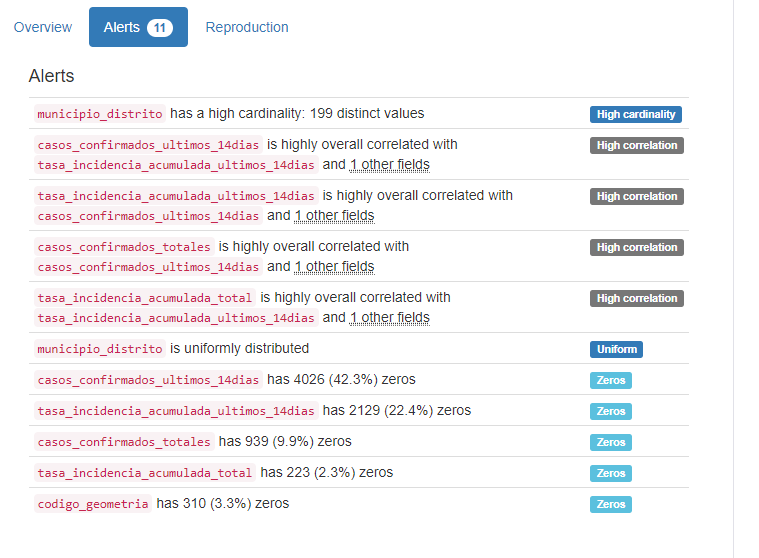 Overview Alerts 11 Reproduction
Alerts
municipio_distrito has a high cardinality: 199 distinct values High cardinality
casos_confirmados_ultimos_14dias is highly overall correlated with High correlation
tasa_incidencia_acumulada_ultimos_14dias and 1 other fields
tasa_incidencia_acumulada_ultimos_14dias is highly overall correlated with High correlation
casos_confirmados_ultimos_14dias and 1 other fields
casos_confirmados_totales is highly overall correlated with High correlation
casos_confirmados_ultimos_14dias and 1 other fields
tasa_incidencia_acumulada_total is highly overall correlated with High correlation
tasa_incidencia_acumulada_ultimos_14dias and 1 other fields
municipio_distrito is uniformly distributed Uniform
casos_confirmados_ultimos_14dias has 4026 (42.3%) zeros Zeros
tasa_incidencia_acumulada_ultimos_14dias has 2129 (22.4%) zeros Zeros
casos_confirmados_totales has 939 (9.9%) zeros Zeros
tasa_incidencia_acumulada_total has 223 (2.3%) zeros Zeros
codigo_geometria has 310 (3.3%) zeros Zeros